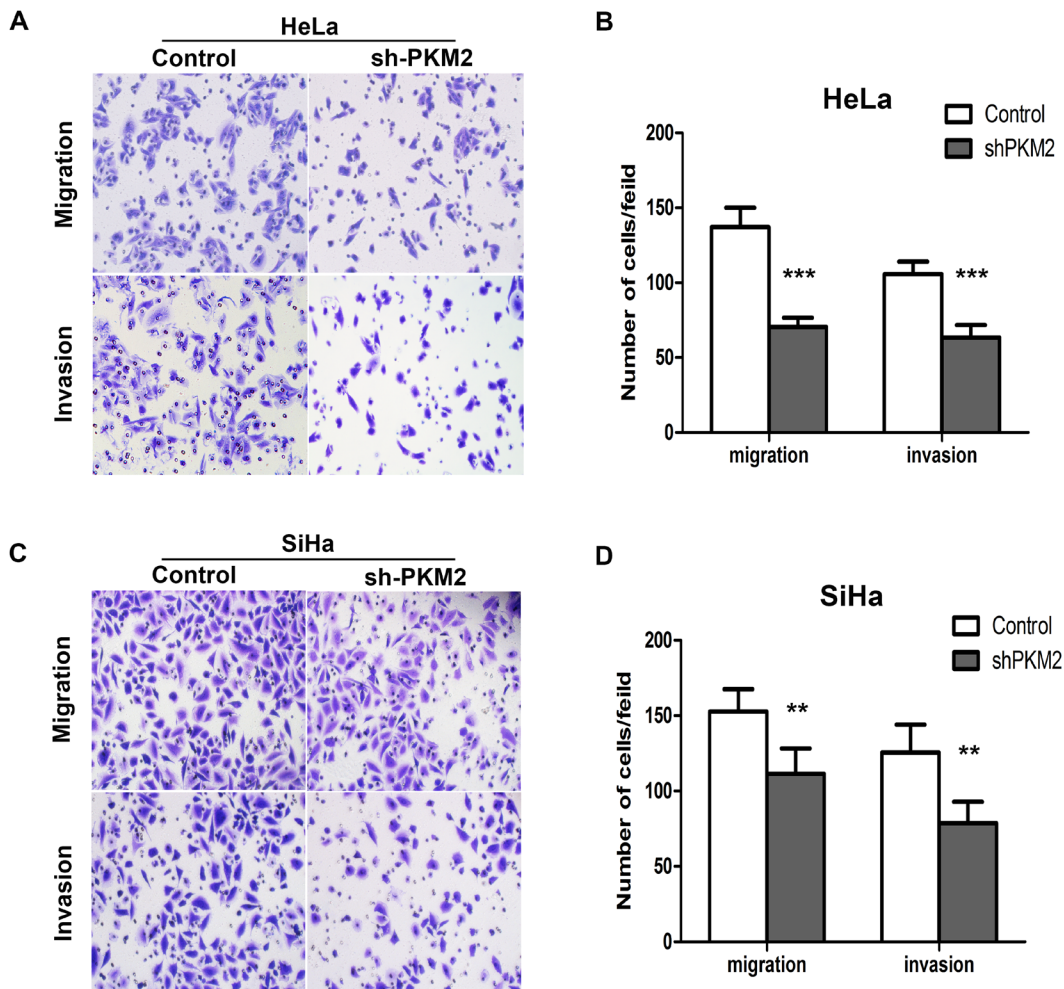 A
HeLa
Control sh-PKM2
Migration
Invasion
B
HeLa
Control
shPKM2
Number of cells/feild
200
150
100
50
0
***
***
migration invasion
C
SiHa
Control sh-PKM2
Migration
Invasion
D
SiHa
Control
shPKM2
Number of cells/feild
200
150
100
50
0
**
**
migration invasion